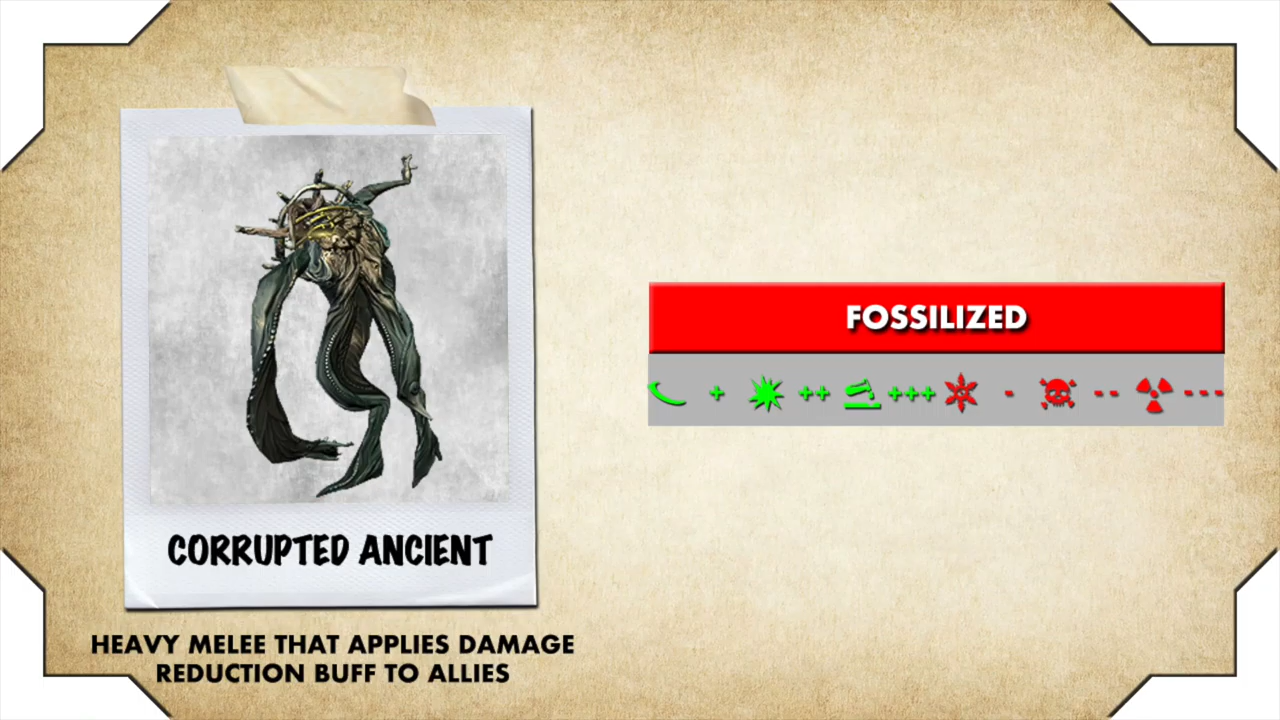 FOSSILIZED
+ ++ +++ - -- ---
CORRUPTED ANCIENT
HEAVY MELEE THAT APPLIES DAMAGE
REDUCTION BUFF TO ALLIES